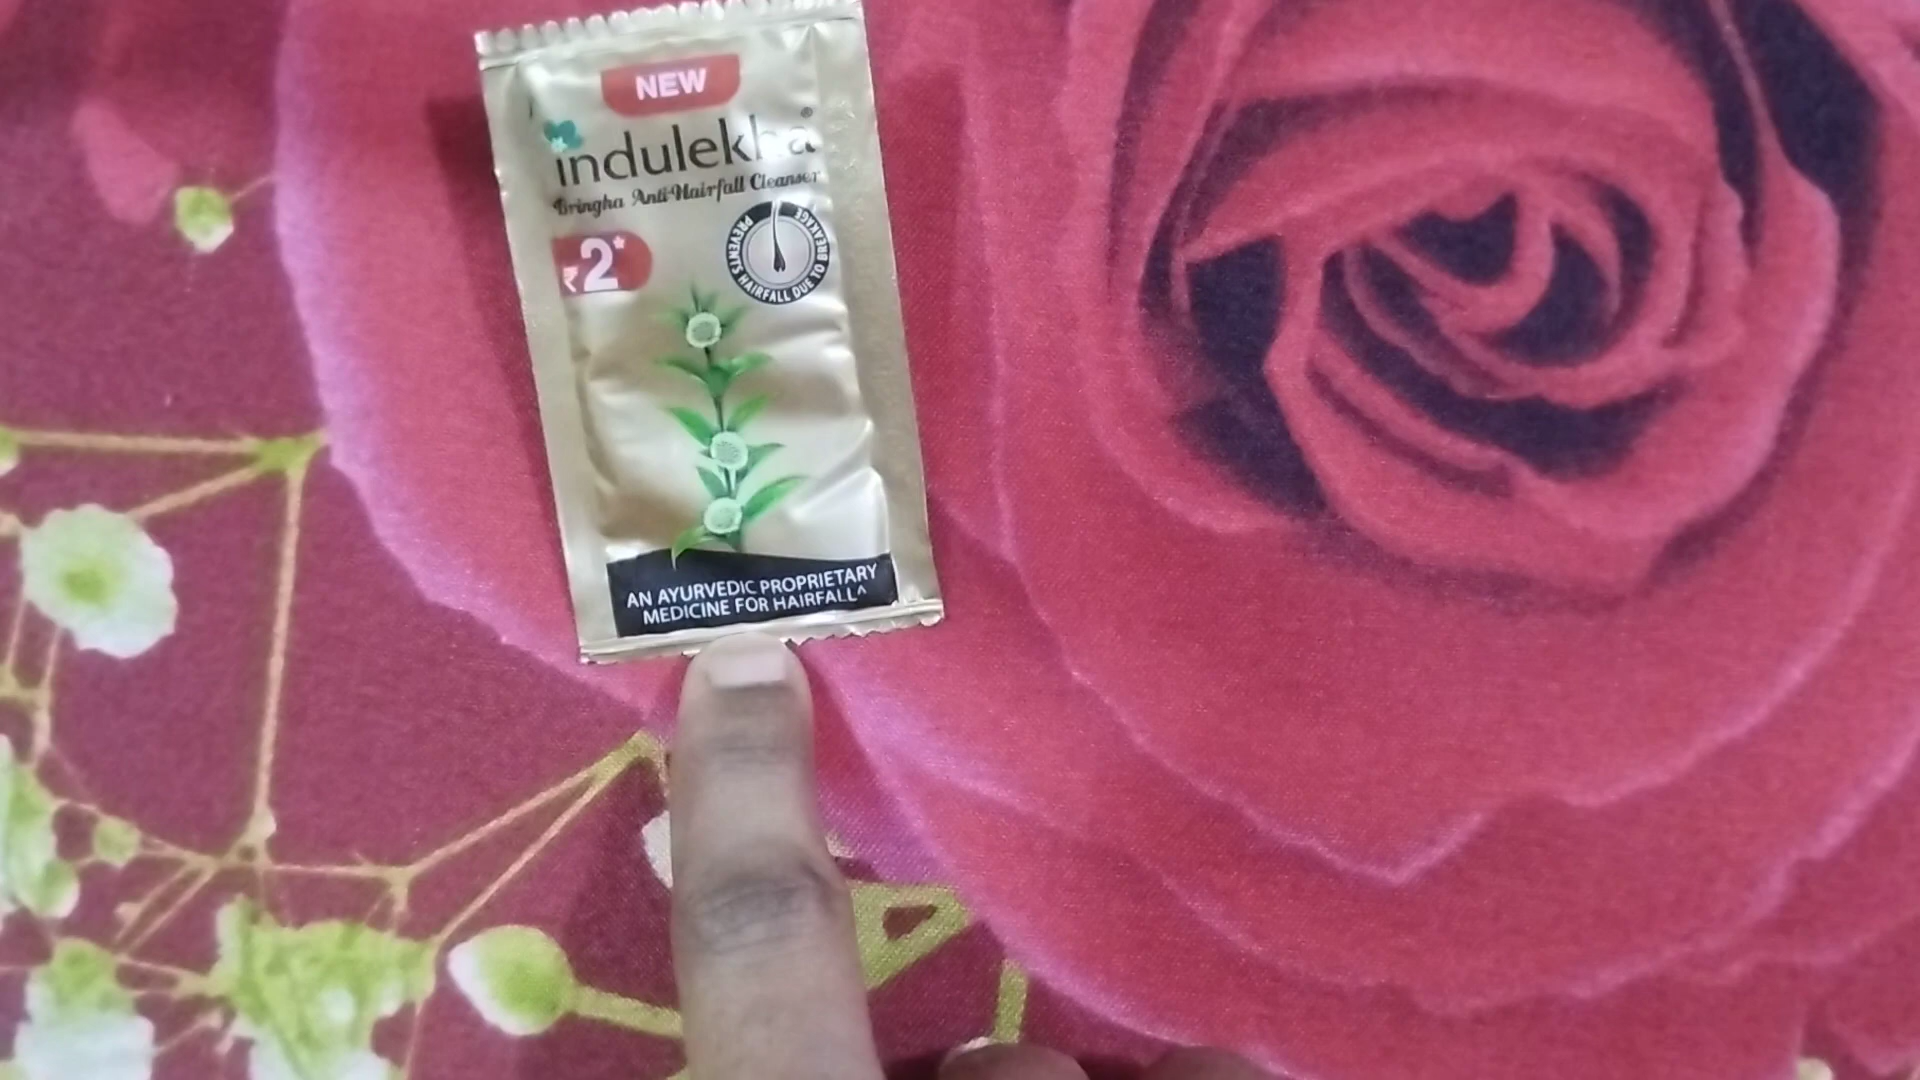 NEW
indulekha®
Bringha Anti-Hairfall Cleanser
₹2*
PREVENTS HAIRFALL DUE TO BREAKAGE
AN AYURVEDIC PROPRIETARY
MEDICINE FOR HAIRFALL^